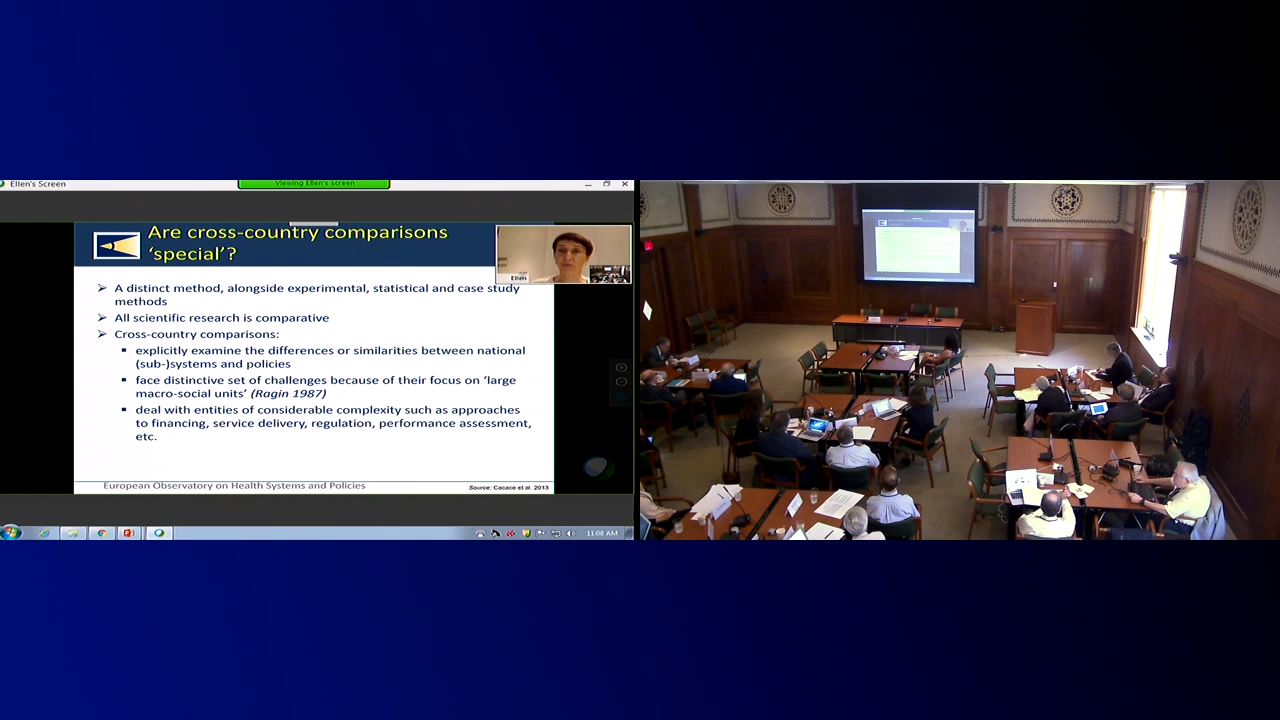 Ellen's Screen
Viewing Ellen's screen
Are cross-country comparisons
'special'?
Ellen
➢ A distinct method, alongside experimental, statistical and case study
methods
➢ All scientific research is comparative
➢ Cross-country comparisons:
▪ explicitly examine the differences or similarities between national
(sub-)systems and policies
▪ face distinctive set of challenges because of their focus on 'large
macro-social units' (Ragin 1987)
▪ deal with entities of considerable complexity such as approaches
to financing, service delivery, regulation, performance assessment,
etc.
European Observatory on Health Systems and Policies
Source: Cacace et al. 2013
11:08 AM